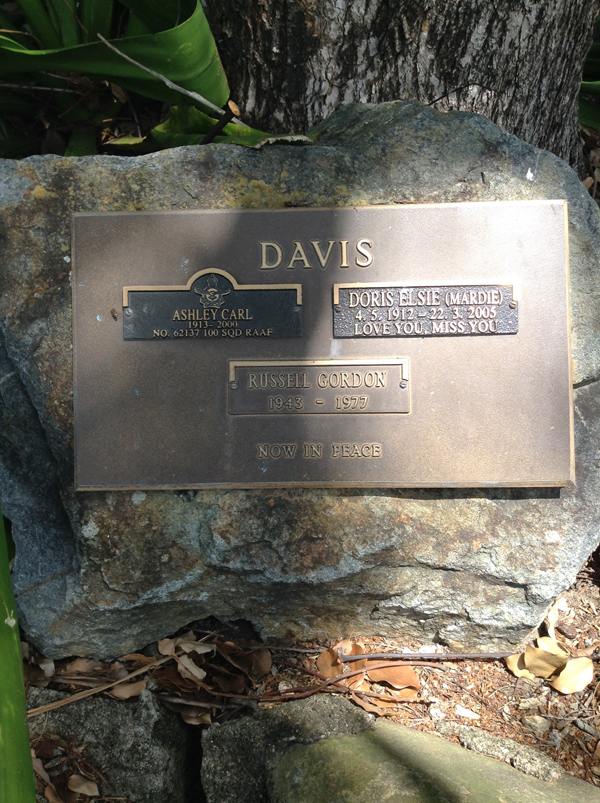 DAVIS
ASHLEY CARL
1913 - 2000
NO. 62137 100 SQD RAAF
DORIS ELSIE (MARDIE)
4. 5. 1912 - 22. 3. 2005
LOVE YOU, MISS YOU
RUSSELL GORDON
1943 - 1977
NOW IN PEACE